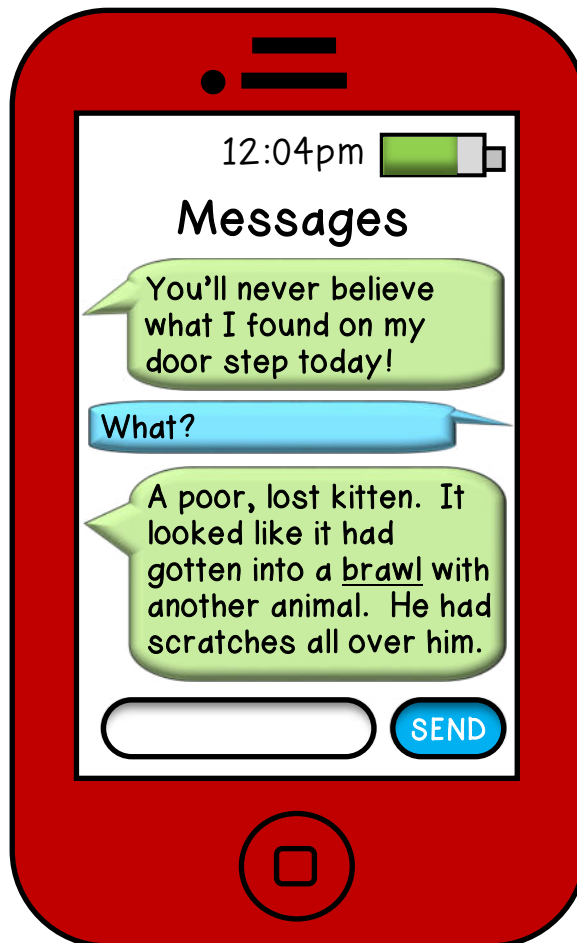 12:04pm
Messages
You'll never believe
what I found on my
door step today!
What?
A poor, lost kitten.  It
looked like it had
gotten into a brawl with
another animal.  He had
scratches all over him.
SEND